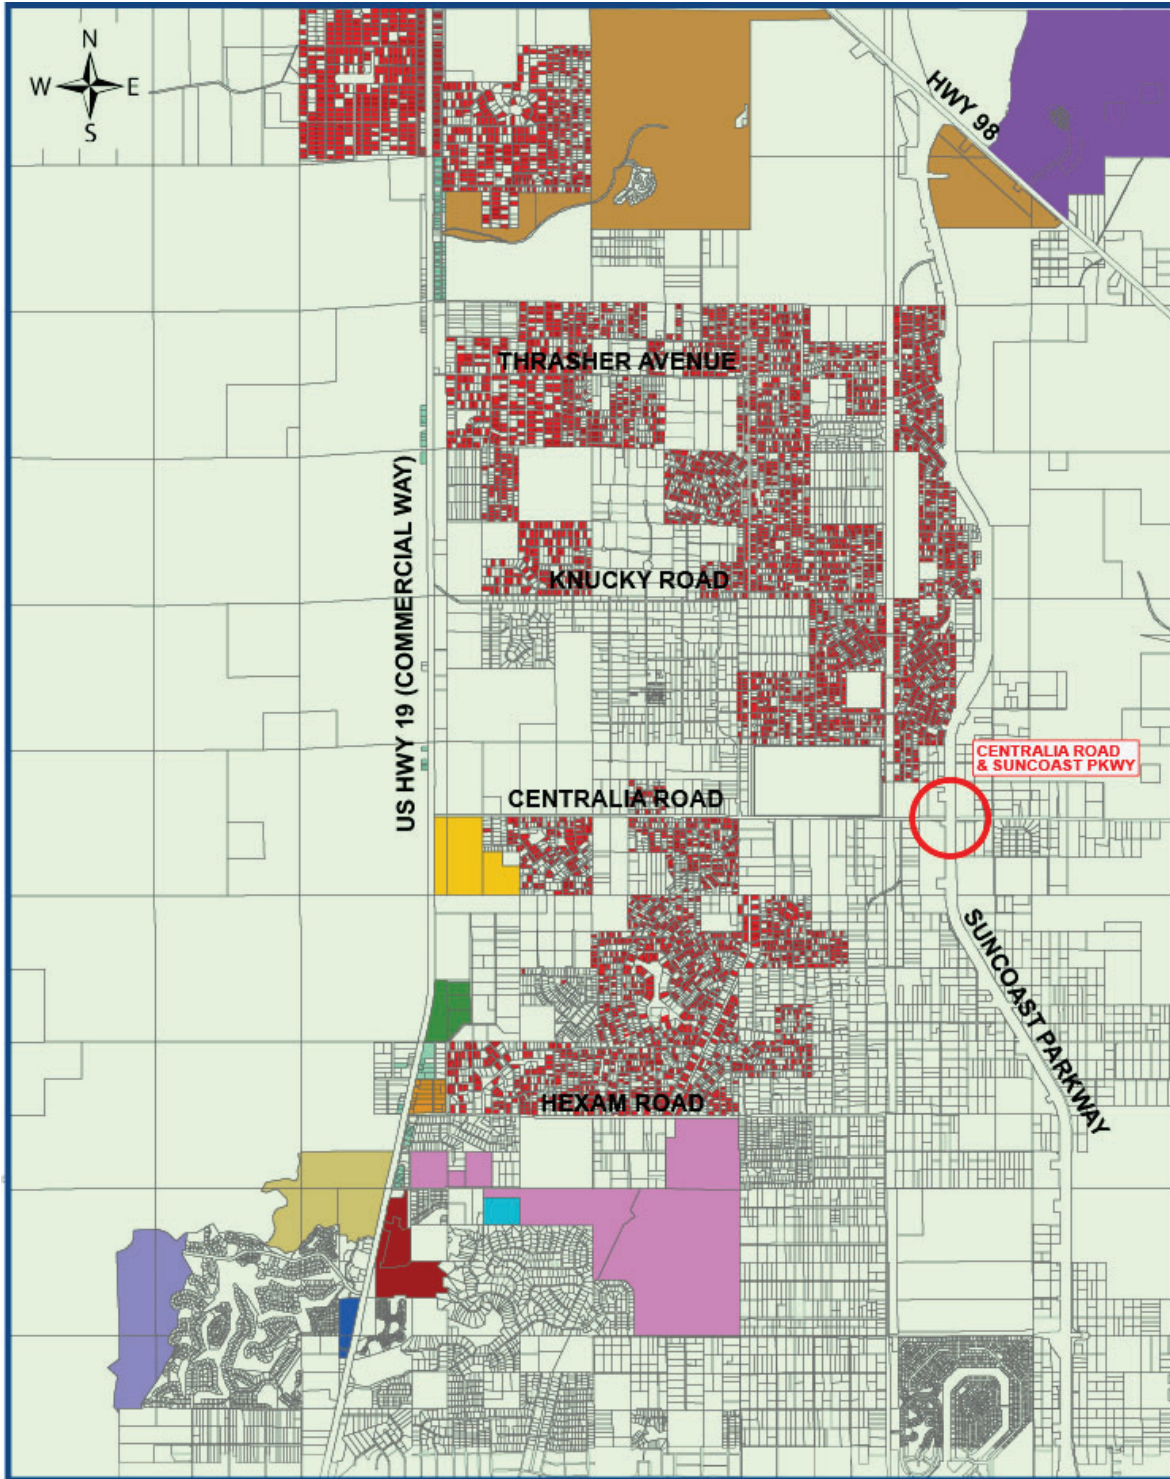 N
W E
S
HWY 98
THRASHER AVENUE
US HWY 19 (COMMERCIAL WAY)
KNUCKY ROAD
CENTRALIA ROAD
& SUNCOAST PKWY
CENTRALIA ROAD
SUNCOAST PARKWAY
HEXAM ROAD